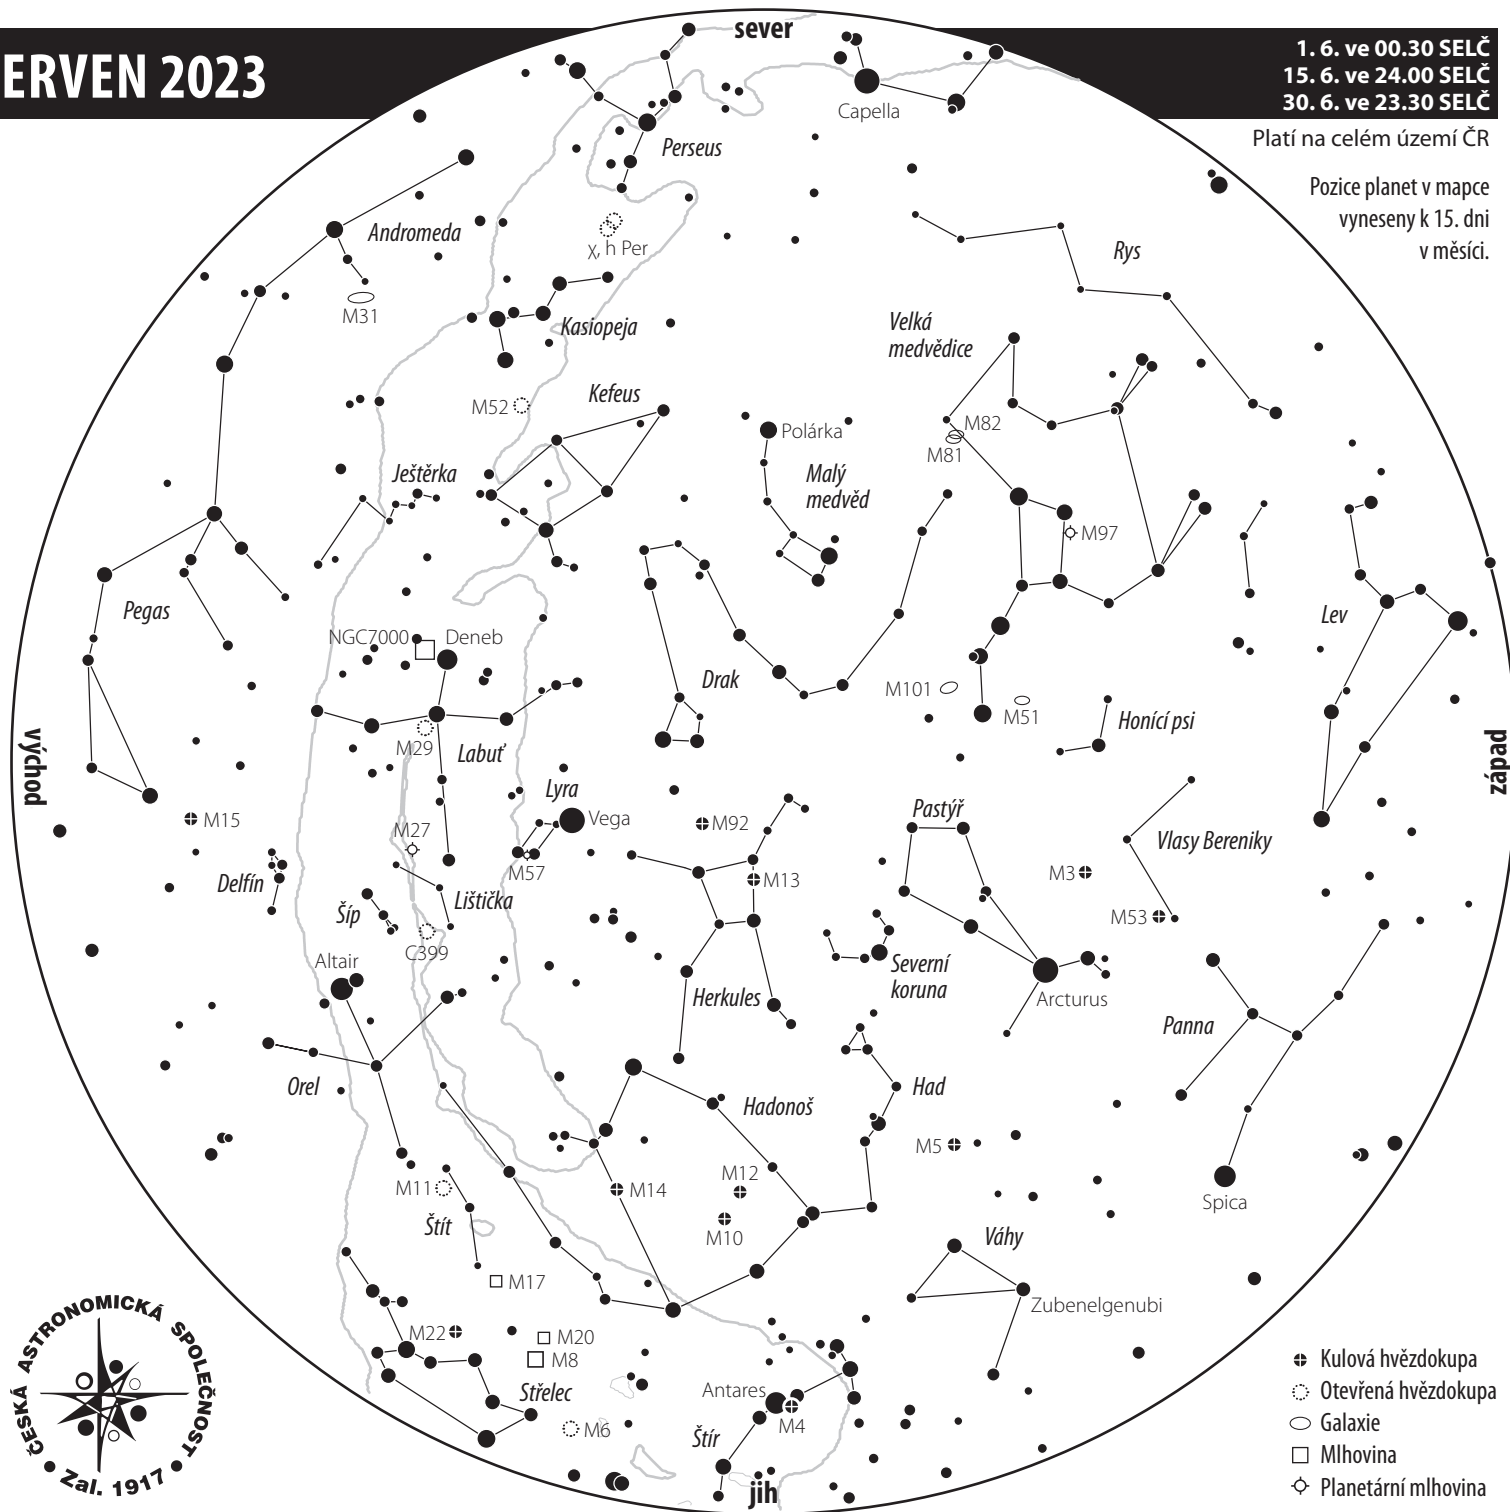 sever
ERVEN 2023
1. 6. ve 00.30 SELČ
15. 6. ve 24.00 SELČ
30. 6. ve 23.30 SELČ
Platí na celém území ČR
Pozice planet v mapce
vyneseny k 15. dni
v měsíci.
Capella
Perseus
Andromeda
χ, h Per
Rys
M31
Kasiopeja
Velká
medvědice
Kefeus
M52
Polárka
M82
M81
Ještěrka
Malý
medvěd
M97
Pegas
Lev
NGC7000
Deneb
Drak
M101
M51
Honící psi
východ
západ
M29
Labuť
Lyra
Vega
M92
Pastýř
M15
M27
Vlasy Bereniky
M57
M13
M3
Delfín
Lištička
Šíp
M53
C399
Altair
Severní
koruna
Herkules
Arcturus
Panna
Orel
Hadonoš
Had
M5
M11
M14
M12
Štít
M10
Spica
Váhy
M17
Zubenelgenubi
M22
M20
M8
Střelec
Antares
M4
M6
Štír
jih
ČESKÁ ASTRONOMICKÁ SPOLEČNOST
Zal. 1917
Kulová hvězdokupa
Otevřená hvězdokupa
Galaxie
Mlhovina
Planetární mlhovina